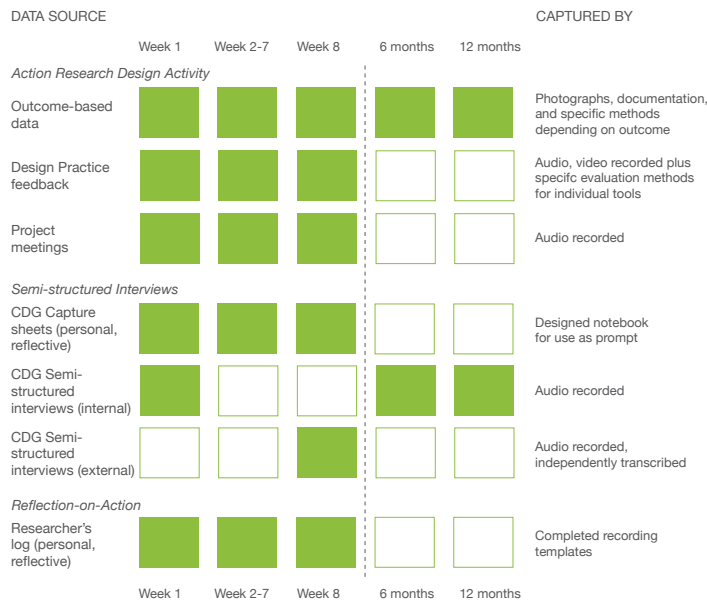 DATA SOURCE
CAPTURED BY
Week 1
Week 2-7
Week 8
6 months
12 months
Action Research Design Activity
Outcome-based
data
Photographs, documentation,
and specific methods
depending on outcome
Design Practice
feedback
Audio, video recorded plus
specifc evaluation methods
for individual tools
Project
meetings
Audio recorded
Semi-structured Interviews
CDG Capture
sheets (personal,
reflective)
Designed notebook
for use as prompt
CDG Semi-
structured
interviews (internal)
Audio recorded
CDG Semi-
structured
interviews (external)
Audio recorded,
independently transcribed
Reflection-on-Action
Researcher's
log (personal,
reflective)
Completed recording
templates
Week 1
Week 2-7
Week 8
6 months
12 months